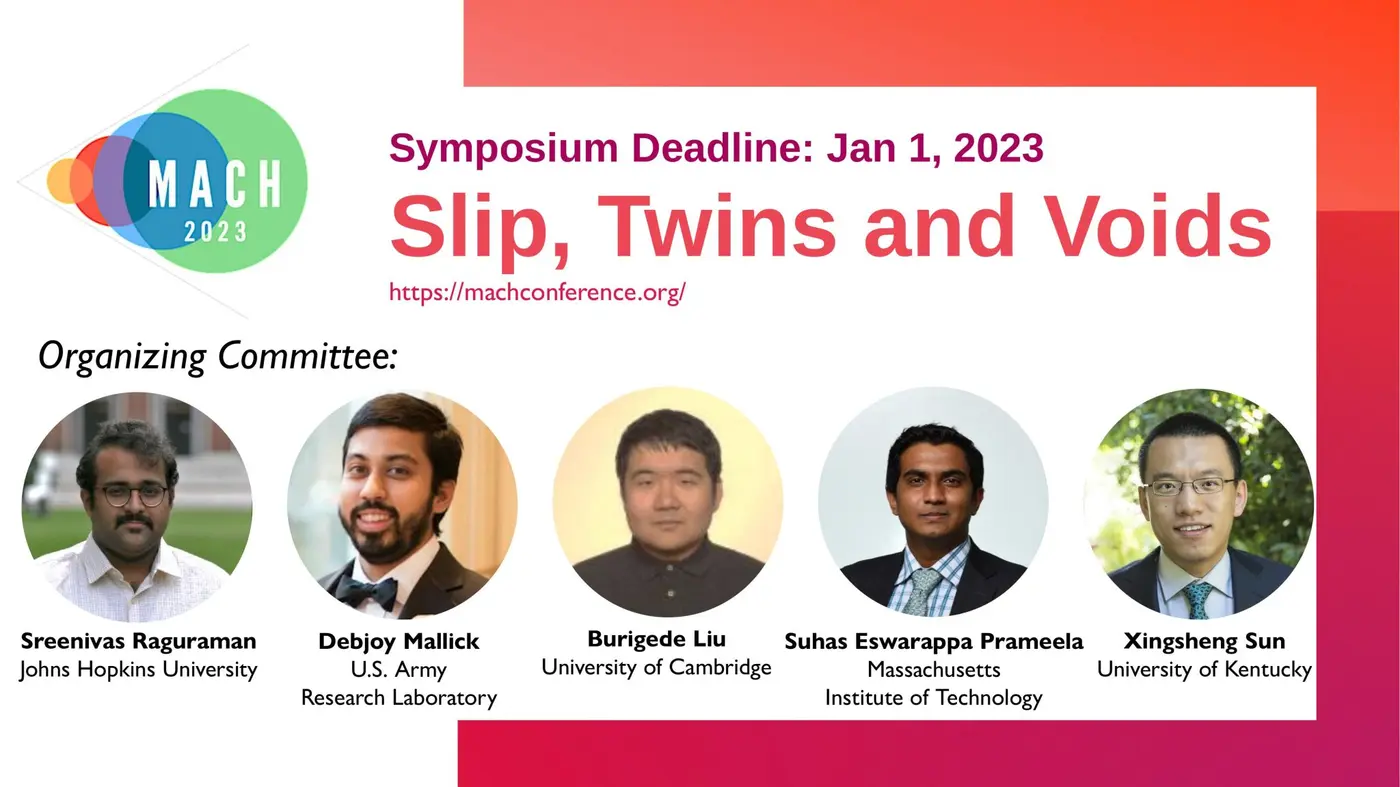 MACH
2023
Symposium Deadline: Jan 1, 2023
Slip, Twins and Voids
https://machconference.org/
Organizing Committee:
Sreenivas Raguraman
Johns Hopkins University
Debjoy Mallick
U.S. Army
Research Laboratory
Burigede Liu
University of Cambridge
Suhas Eswarappa Prameela
Massachusetts
Institute of Technology
Xingsheng Sun
University of Kentucky